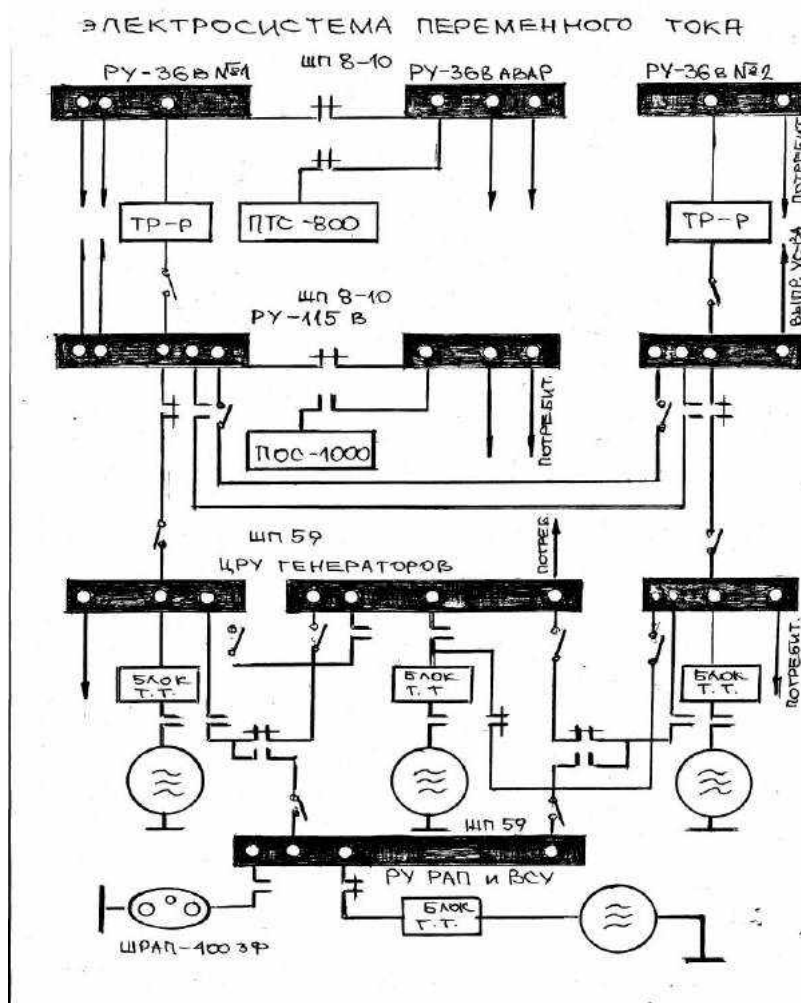 ЭЛЕКТРОСИСТЕМА ПЕРЕМЕННОГО ТОКА
РУ-36В №1
ШП 8-10
РУ-36В АВАР
РУ-36В №2
ПОТРЕБИТ.
ТР-Р
ПТС-800
ТР-Р
ВЫПР. УС-ВА
ШП 8-10
РУ-115 В
ПОС-1000
ПОТРЕБИТ.
ШП 59
ЦРУ ГЕНЕРАТОРОВ
ПОТРЕБ.
БЛОК
Т.Т.
БЛОК
Т.Т
БЛОК
Т.Т.
ПОТРЕБИТ.
ШП 59
РУ РАП и ВСУ
БЛОК
Т.Т.
ШРАП-400 3Ф